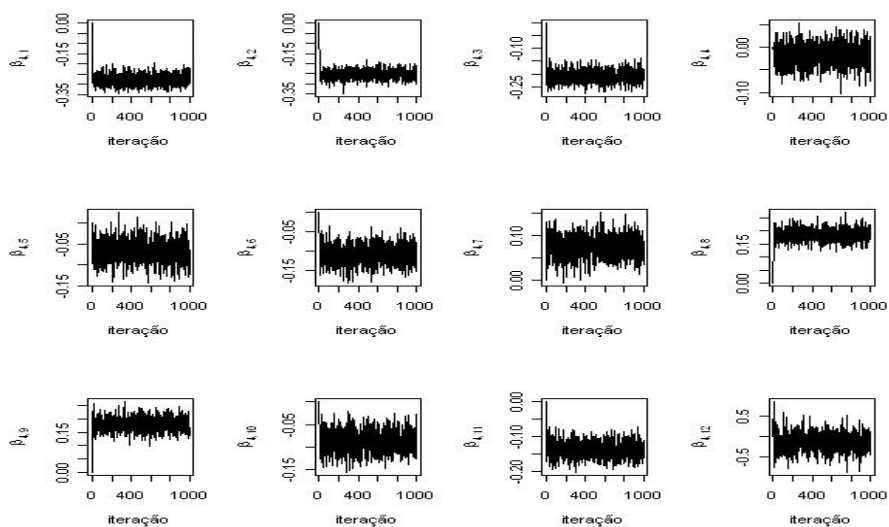 β4,1
0.00
-0.15
-0.35
0 400 1000
iteração
β4,2
0.00
-0.15
-0.35
0 400 1000
iteração
β4,3
-0.10
-0.25
0 400 1000
iteração
β4,4
0.00
-0.10
0 400 1000
iteração
β4,5
-0.05
-0.15
0 400 1000
iteração
β4,6
-0.05
-0.15
0 400 1000
iteração
β4,7
0.10
0.00
0 400 1000
iteração
β4,8
0.15
0.00
0 400 1000
iteração
β4,9
0.15
0.00
0 400 1000
iteração
β4,10
-0.05
-0.15
0 400 1000
iteração
β4,11
0.00
-0.10
-0.20
0 400 1000
iteração
β4,12
0.5
-0.5
0 400 1000
iteração